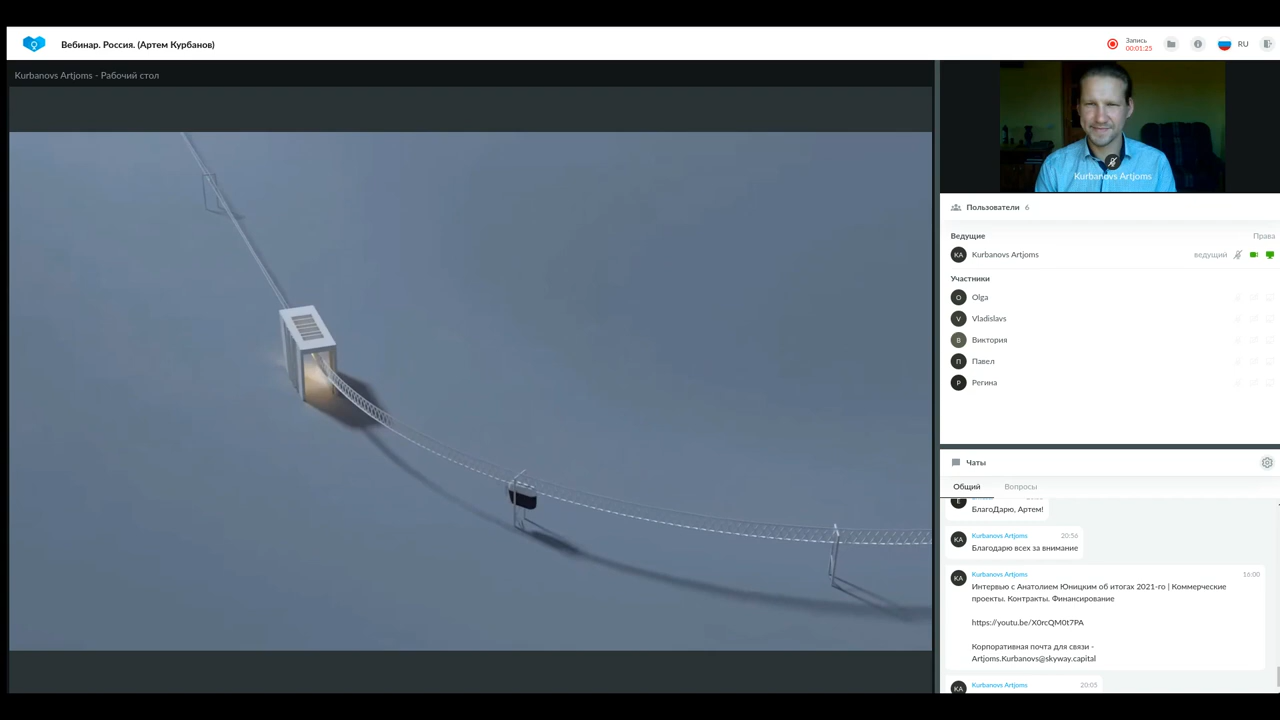 Вебинар. Россия. (Артем Курбанов)
Запись
00:01:25
RU
Kurbanovs Artjoms - Рабочий стол
Kurbanovs Artjoms
Пользователи 6
Ведущие Права
KA Kurbanovs Artjoms ведущий
Участники
O Olga
V Vladislavs
В Виктория
П Павел
Р Регина
Чаты
Общий Вопросы
БлагоДарю, Артем!
KA Kurbanovs Artjoms 20:56
Благодарю всех за внимание
KA Kurbanovs Artjoms 16:00
Интервью с Анатолием Юницким об итогах 2021-го | Коммерческие
проекты. Контракты. Финансирование
https://youtu.be/X0rcQM0t7PA
Корпоративная почта для связи -
Artjoms.Kurbanovs@skyway.capital
KA Kurbanovs Artjoms 20:05